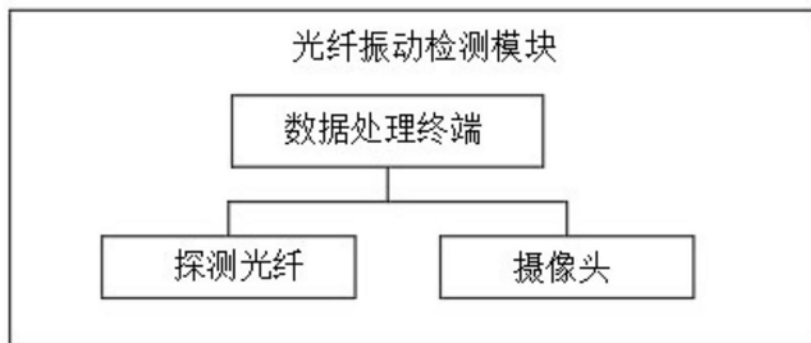 光纤振动检测模块
数据处理终端
探测光纤
摄像头